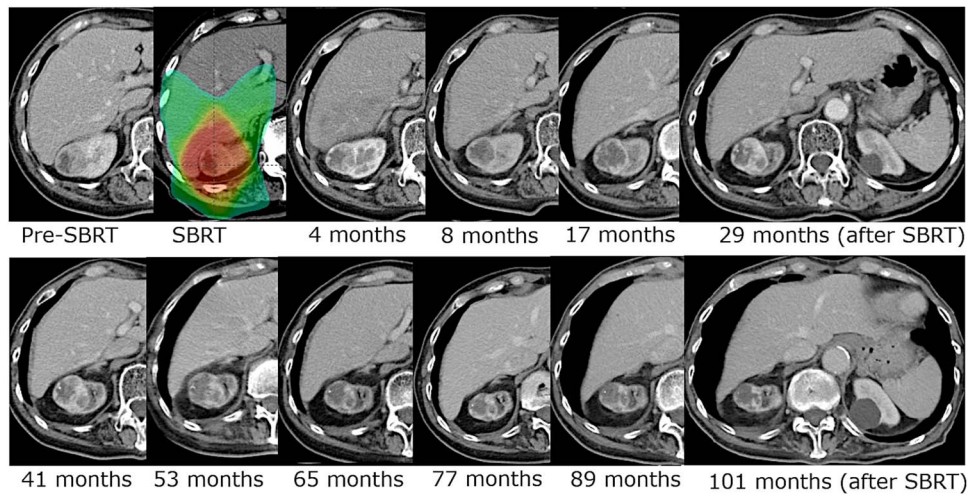 Pre-SBRT SBRT 4 months 8 months 17 months 29 months (after SBRT)
41 months 53 months 65 months 77 months 89 months 101 months (after SBRT)